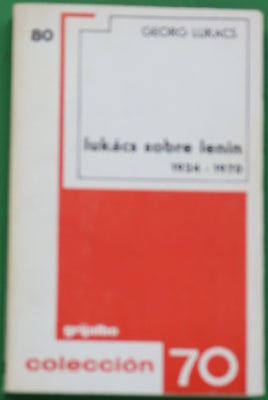 80
GEORG LUKACS
lukács sobre lenin
1924 - 1970
grijalbo
colección 70